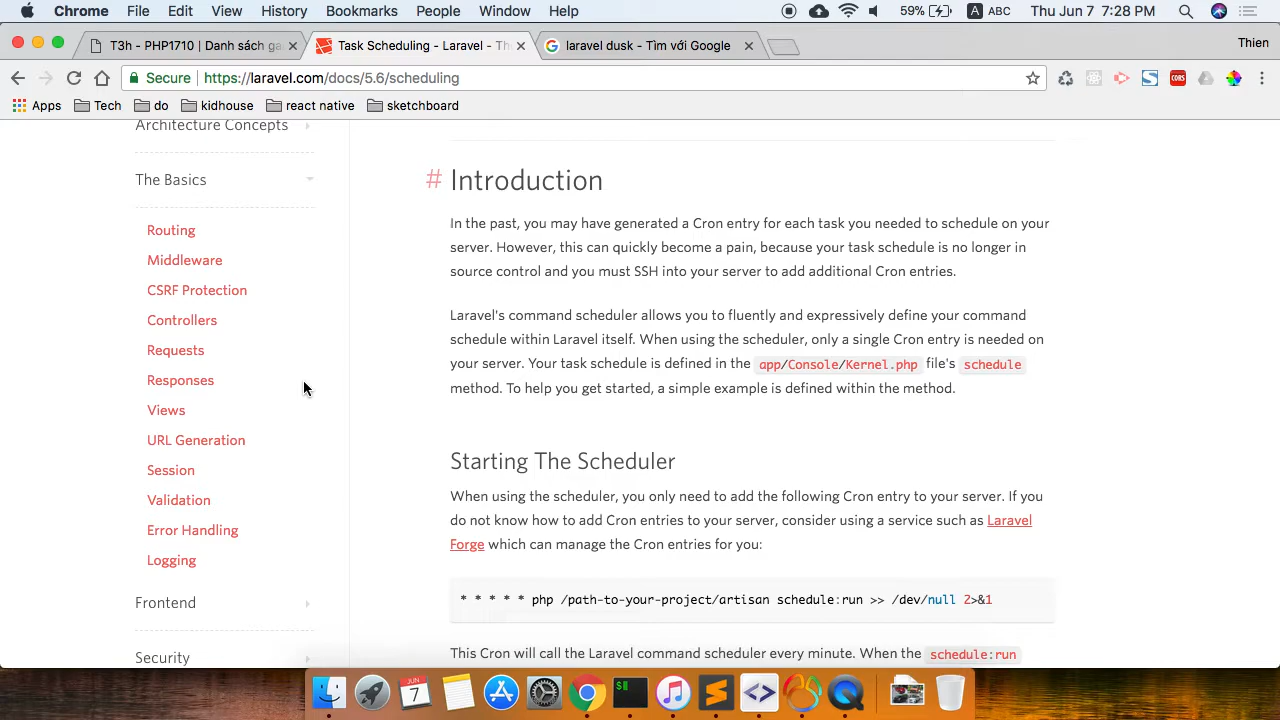 Chrome File Edit View History Bookmarks People Window Help 59% A ABC Thu Jun 7 7:28 PM
T3h - PHP1710 | Danh sách ga Task Scheduling - Laravel - Th laravel dusk - Tìm với Google Thien
Secure https://laravel.com/docs/5.6/scheduling CORS
Apps Tech do kidhouse react native sketchboard
Architecture Concepts
The Basics
Routing
Middleware
CSRF Protection
Controllers
Requests
Responses
Views
URL Generation
Session
Validation
Error Handling
Logging
Frontend
Security
# Introduction
In the past, you may have generated a Cron entry for each task you needed to schedule on your
server. However, this can quickly become a pain, because your task schedule is no longer in
source control and you must SSH into your server to add additional Cron entries.
Laravel's command scheduler allows you to fluently and expressively define your command
schedule within Laravel itself. When using the scheduler, only a single Cron entry is needed on
your server. Your task schedule is defined in the app/Console/Kernel.php file's schedule
method. To help you get started, a simple example is defined within the method.
Starting The Scheduler
When using the scheduler, you only need to add the following Cron entry to your server. If you
do not know how to add Cron entries to your server, consider using a service such as Laravel
Forge which can manage the Cron entries for you:
* * * * * php /path-to-your-project/artisan schedule:run >> /dev/null 2>&1
This Cron will call the Laravel command scheduler every minute. When the schedule:run
JUN
7